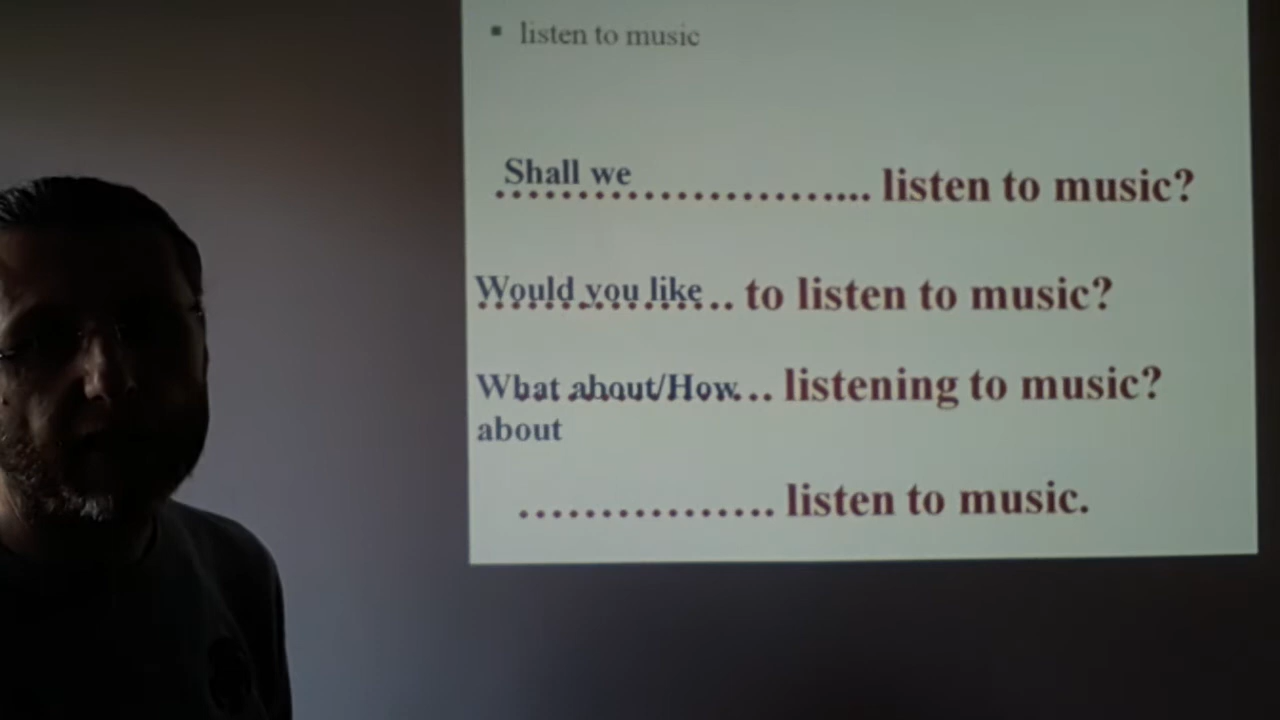 ▪ listen to music
Shall we ........................ listen to music?
Would you like.. to listen to music?
What about/How... listening to music?
about
................ listen to music.